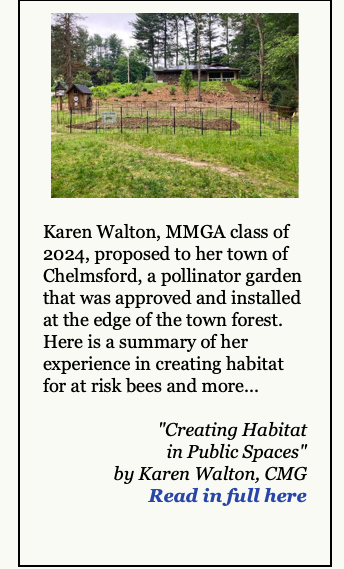 Karen Walton, MMGA class of
2024, proposed to her town of
Chelmsford, a pollinator garden
that was approved and installed
at the edge of the town forest.
Here is a summary of her
experience in creating habitat
for at risk bees and more...
"Creating Habitat
in Public Spaces"
by Karen Walton, CMG
Read in full here